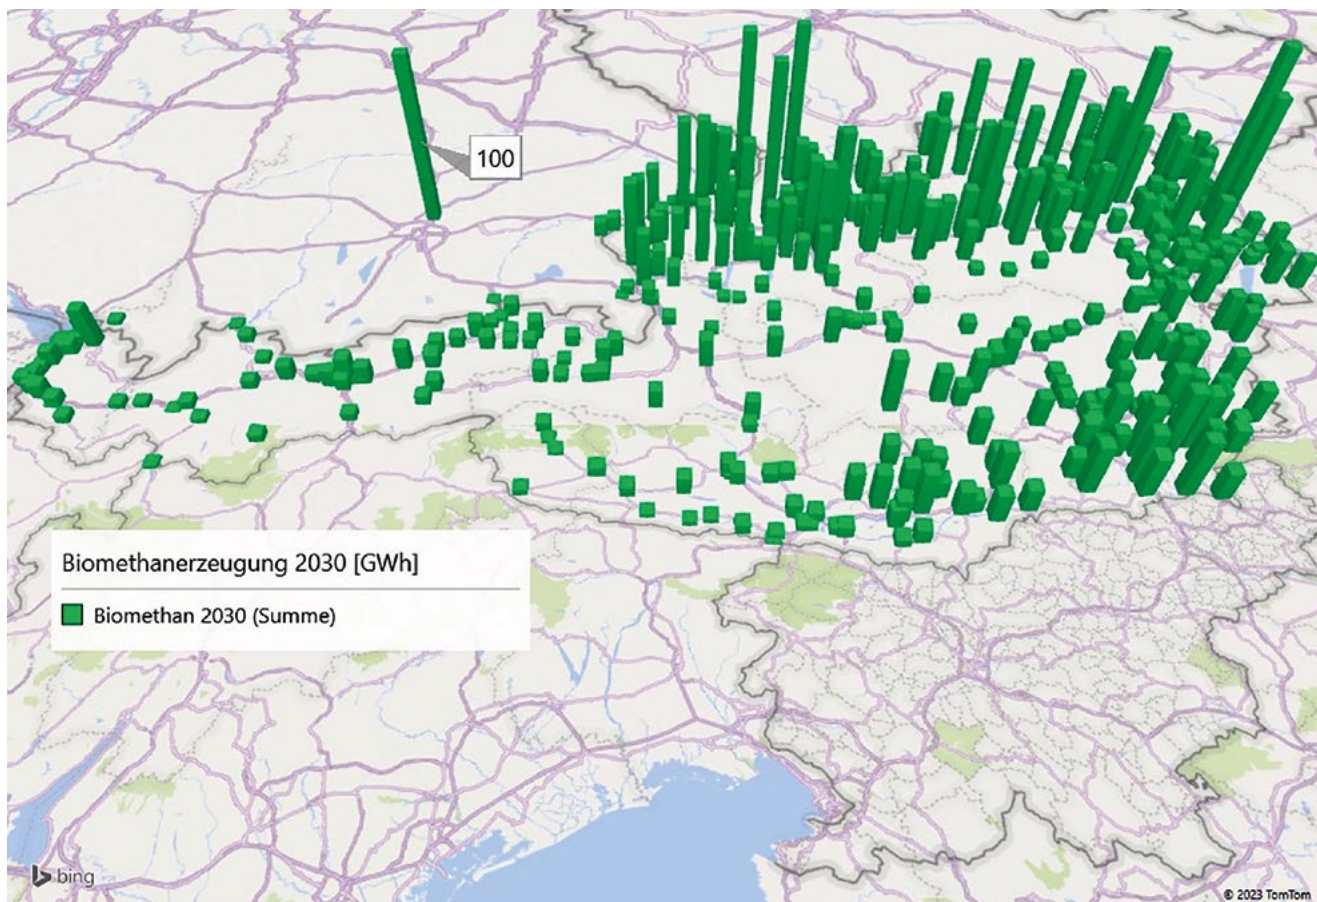 100
Biomethanerzeugung 2030 [GWh]
Biomethan 2030 (Summe)
bing
© 2023 TomTom